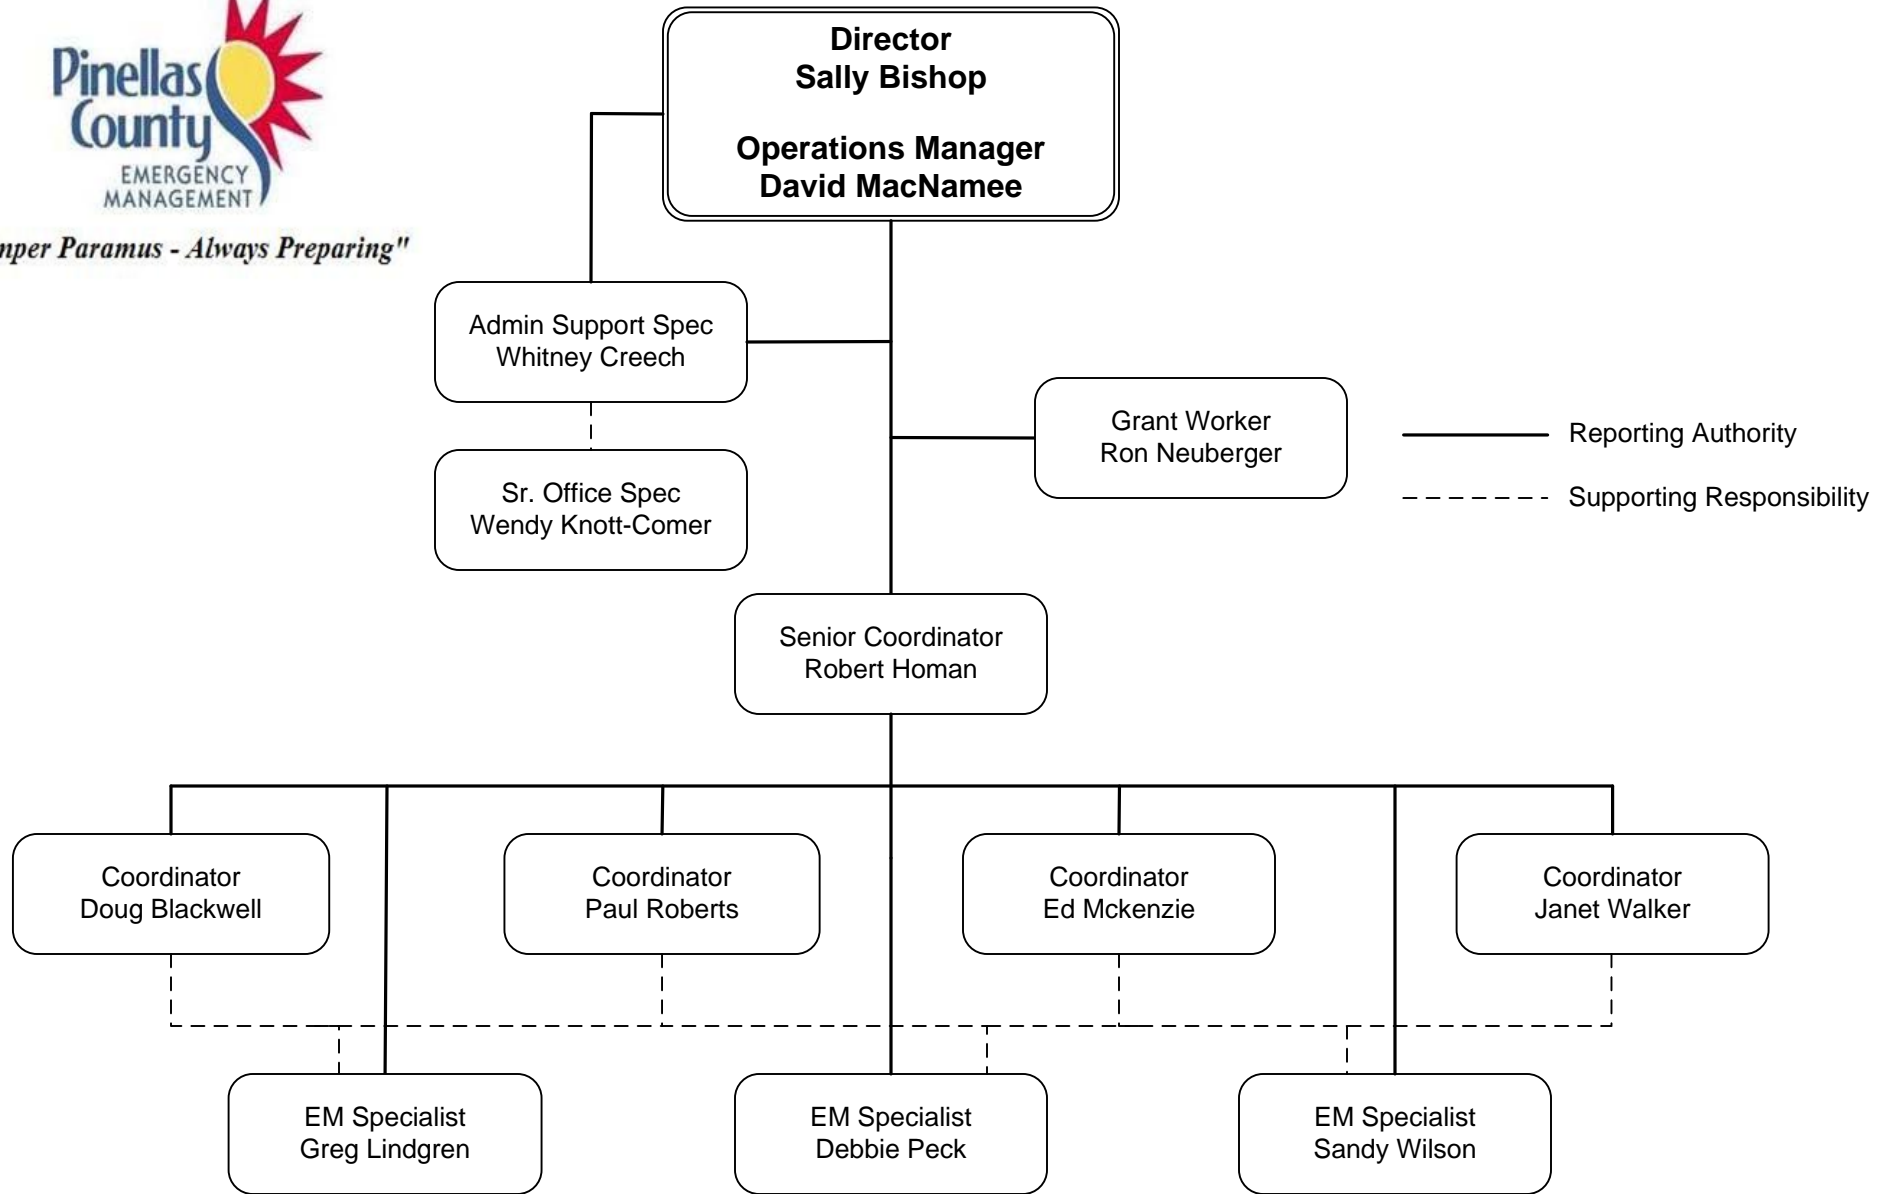 Pinellas
County
EMERGENCY
MANAGEMENT
Paramus - Always Preparing"
Director
Sally Bishop
Operations Manager
David MacNamee
Admin Support Spec
Whitney Creech
Grant Worker
Ron Neuberger
Reporting Authority
Supporting Responsibility
Sr. Office Spec
Wendy Knott-Comer
Senior Coordinator
Robert Homan
Coordinator
Doug Blackwell
Coordinator
Paul Roberts
Coordinator
Ed Mckenzie
Coordinator
Janet Walker
EM Specialist
Greg Lindgren
EM Specialist
Debbie Peck
EM Specialist
Sandy Wilson